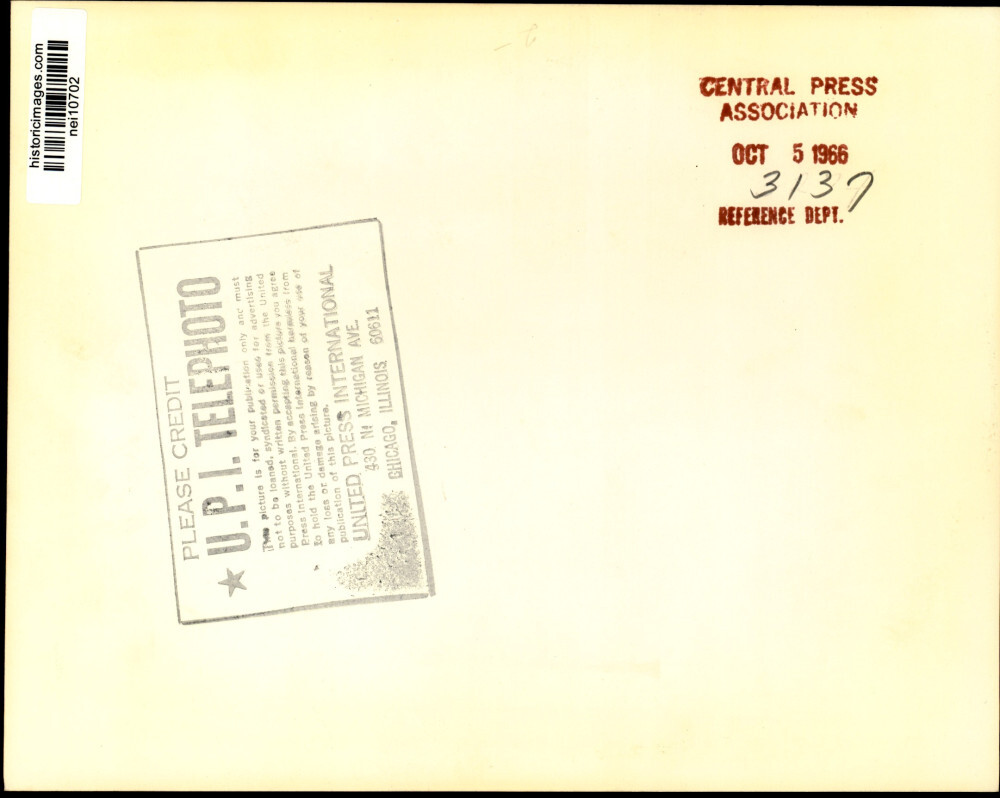 historicimages.com
nei10702
CENTRAL PRESS
ASSOCIATION
OCT 5 1966
3137
REFERENCE DEPT.
PLEASE CREDIT
U.P.I. TELEPHOTO
This picture is for your publication only and must
not to be loaned, syndicated or used for advertising
purposes without written permission from the United
Press International. By accepting this picture you agree
to hold the United Press International harmless from
any loss or damage arising by reason of your use of
publication of this picture.
UNITED PRESS INTERNATIONAL
430 N. MICHIGAN AVE.
CHICAGO, ILLINOIS 60611